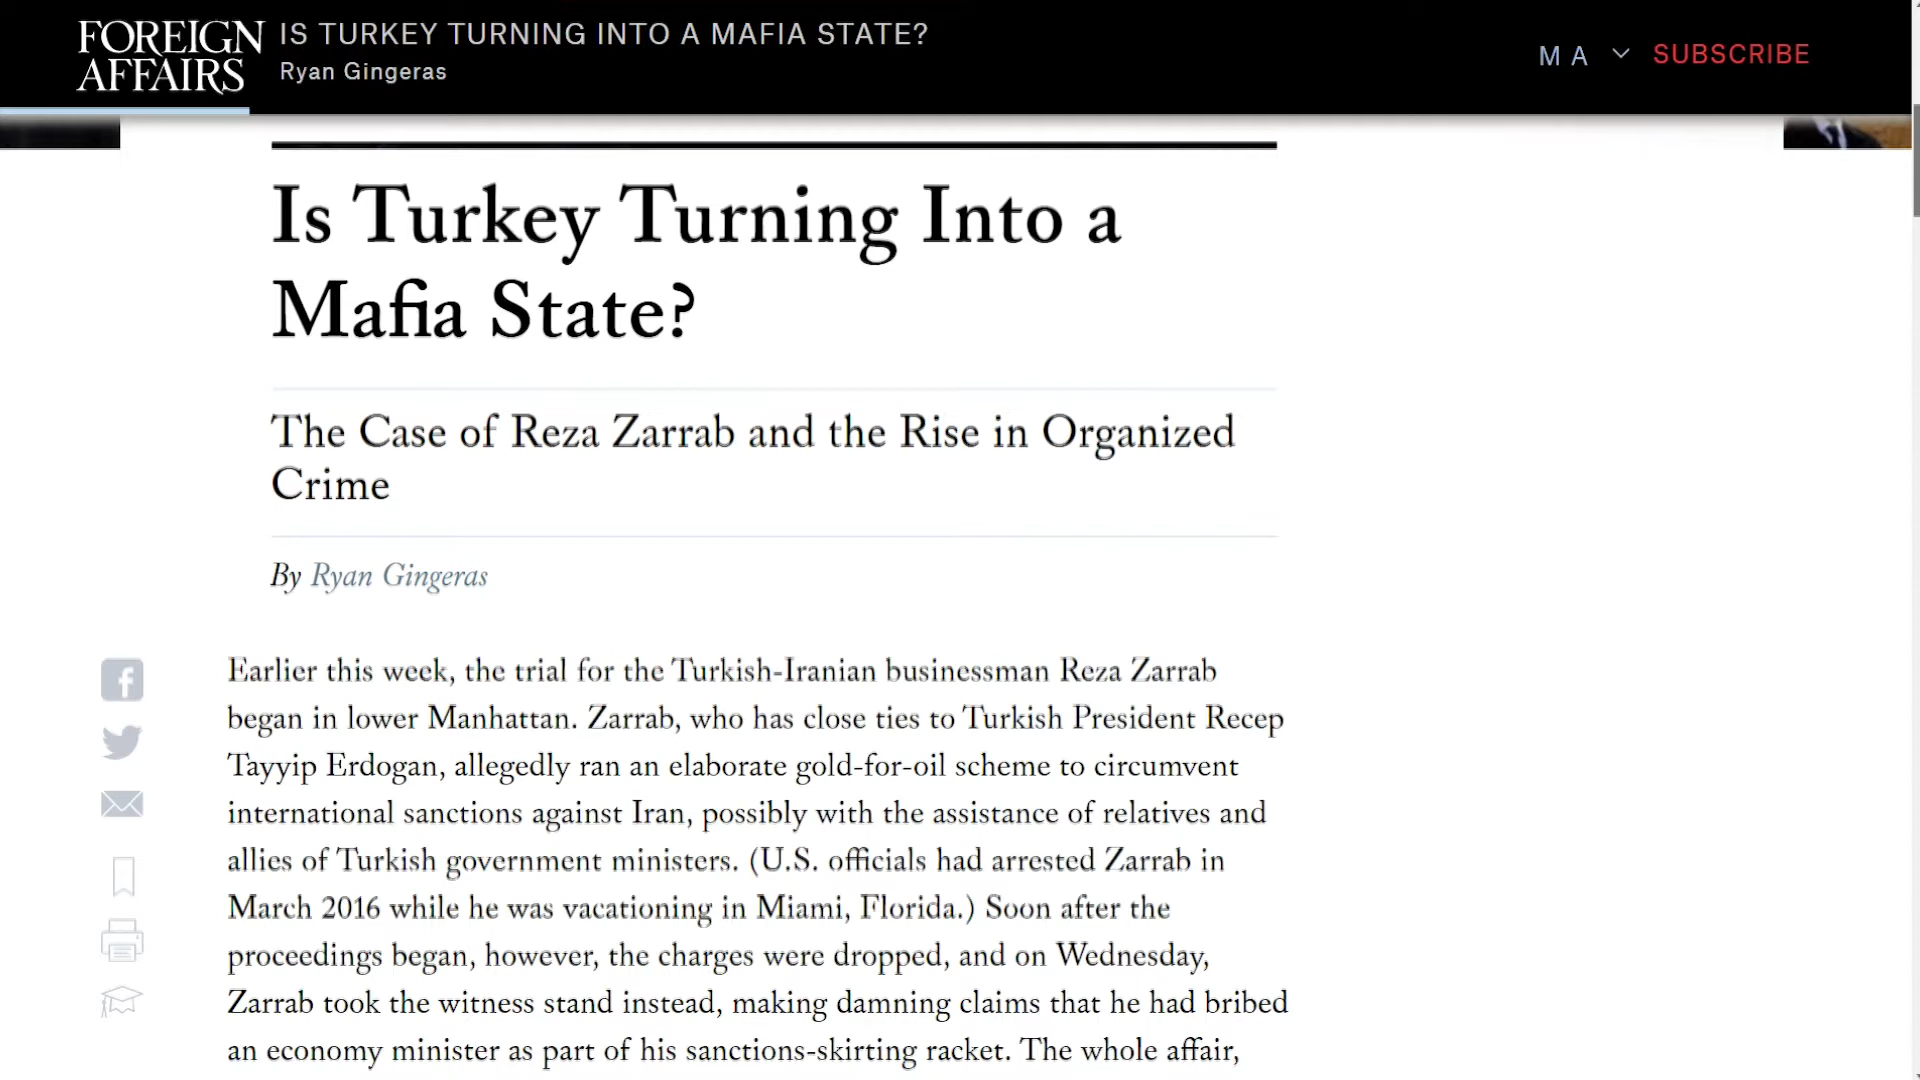 FOREIGN
AFFAIRS
IS TURKEY TURNING INTO A MAFIA STATE?
Ryan Gingeras
M A
SUBSCRIBE
Is Turkey Turning Into a
Mafia State?
The Case of Reza Zarrab and the Rise in Organized
Crime
By Ryan Gingeras
Earlier this week, the trial for the Turkish-Iranian businessman Reza Zarrab
began in lower Manhattan. Zarrab, who has close ties to Turkish President Recep
Tayyip Erdogan, allegedly ran an elaborate gold-for-oil scheme to circumvent
international sanctions against Iran, possibly with the assistance of relatives and
allies of Turkish government ministers. (U.S. officials had arrested Zarrab in
March 2016 while he was vacationing in Miami, Florida.) Soon after the
proceedings began, however, the charges were dropped, and on Wednesday,
Zarrab took the witness stand instead, making damning claims that he had bribed
an economy minister as part of his sanctions-skirting racket. The whole affair,